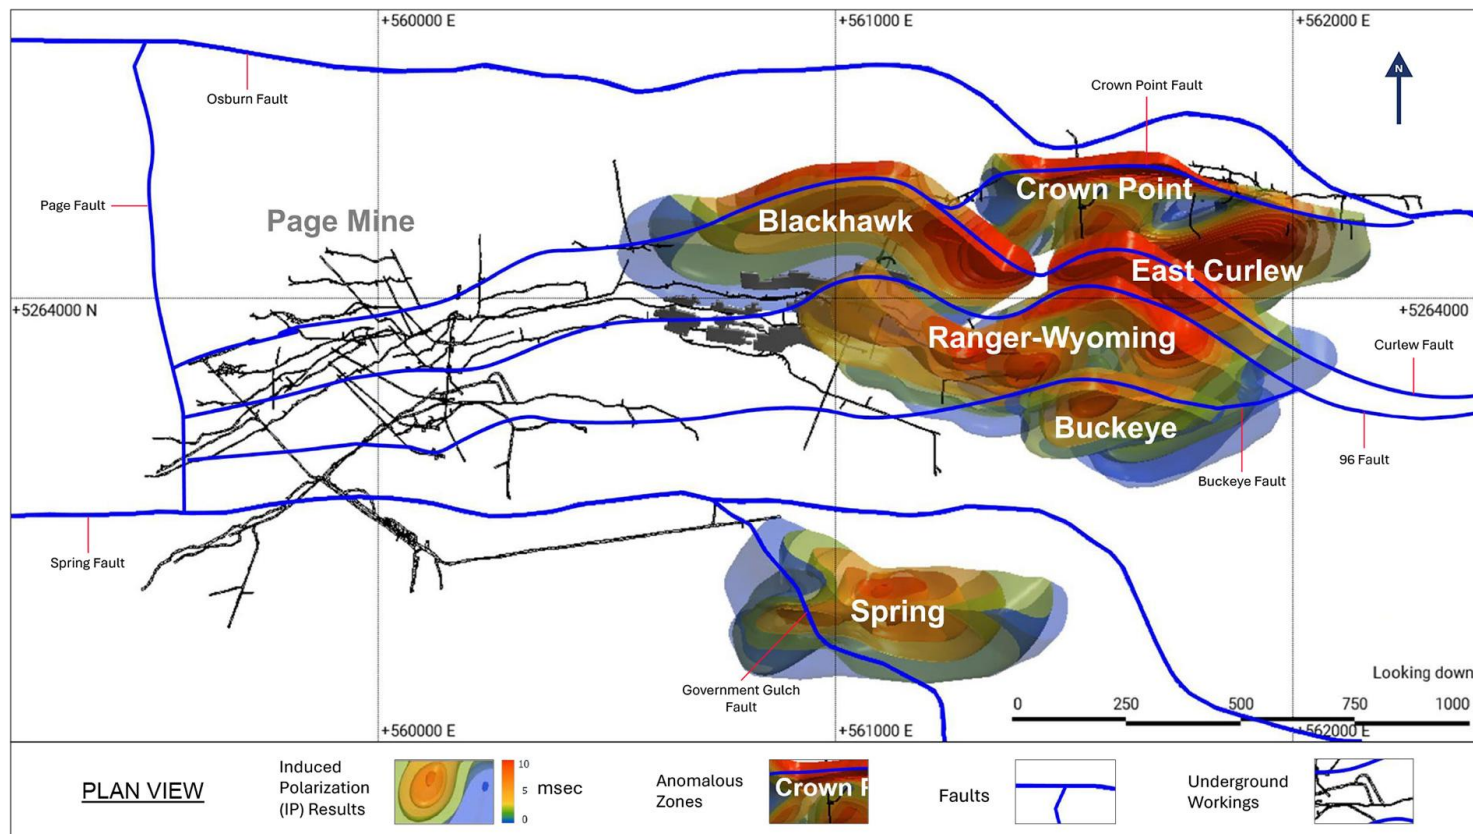 +560000 E
+561000 E
+562000 E
N
Osburn Fault
Crown Point Fault
Page Fault
Page Mine
Blackhawk
Crown Point
East Curlew
+5264000 N
+5264000
Ranger-Wyoming
Curlew Fault
Buckeye
96 Fault
Buckeye Fault
Spring Fault
Spring
Government Gulch
Fault
Looking down
0 250 500 750 1000
+560000 E
+561000 E
+562000 E
PLAN VIEW
Induced
Polarization
(IP) Results
10
5
0
msec
Anomalous
Zones
Crown P
Faults
Underground
Workings